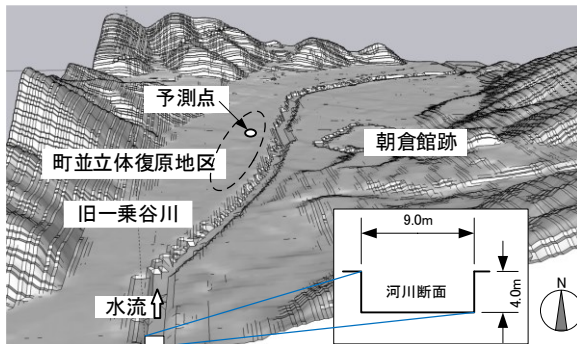 予測点
町並立体復原地区
朝倉館跡
旧一乗谷川
9.0m
河川断面
4.0m
水流
N